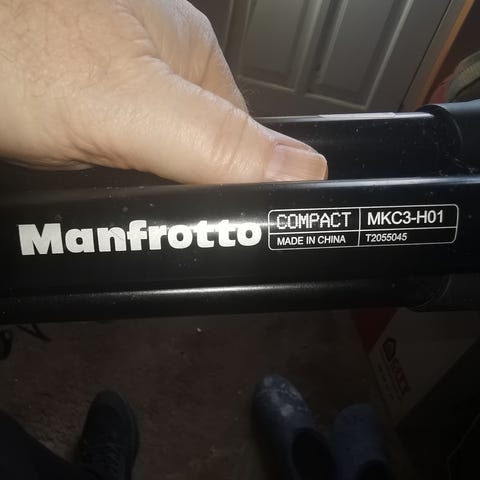 Manfrotto
COMPACT MKC3-H01
MADE IN CHINA T2055045